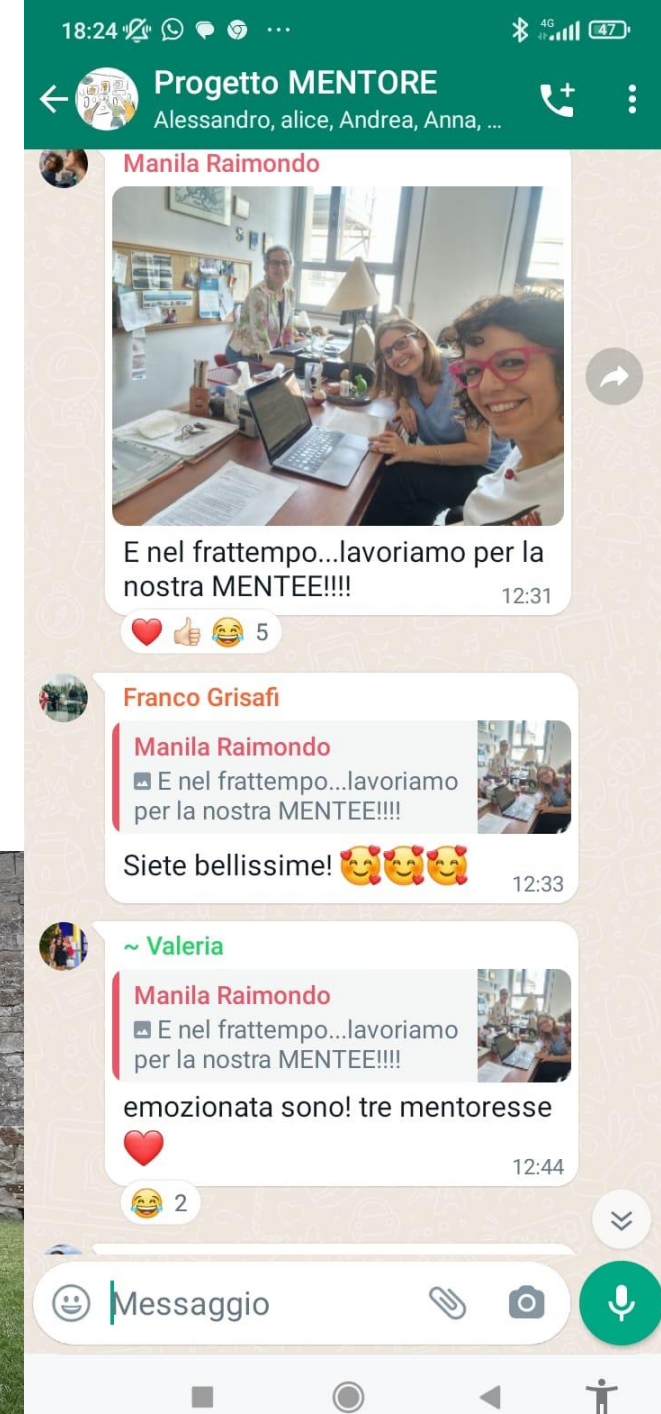 18:24
4G
47
Progetto MENTORE
Alessandro, alice, Andrea, Anna, ...
Manila Raimondo
E nel frattempo...lavoriamo per la
nostra MENTEE!!!!
12:31
❤️👍🏻😂 5
Franco Grisafi
Manila Raimondo
E nel frattempo...lavoriamo
per la nostra MENTEE!!!!
Siete bellissime! 🥰🥰🥰
12:33
~ Valeria
Manila Raimondo
E nel frattempo...lavoriamo
per la nostra MENTEE!!!!
emozionata sono! tre mentoresse
❤️
12:44
😂 2
Messaggio